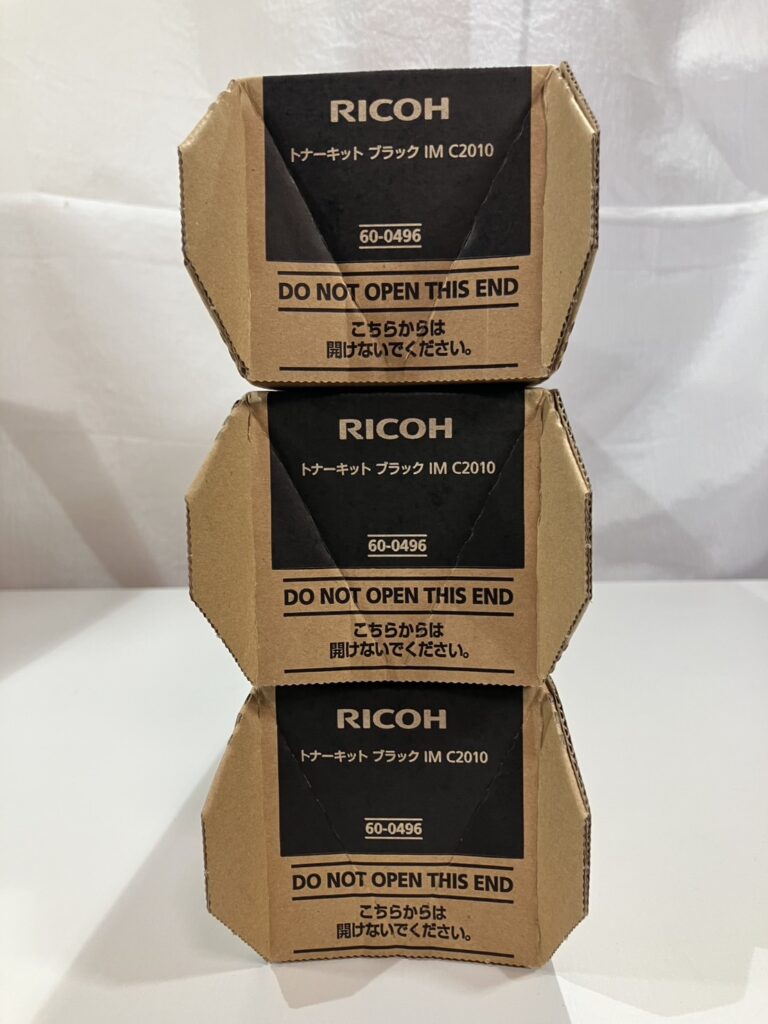 RICOH
トナーキット ブラック IM C2010
60-0496
DO NOT OPEN THIS END
こちらからは
開けないでください。
RICOH
トナーキット ブラック IM C2010
60-0496
DO NOT OPEN THIS END
こちらからは
開けないでください。
RICOH
トナーキット ブラック IM C2010
60-0496
DO NOT OPEN THIS END
こちらからは
開けないでください。